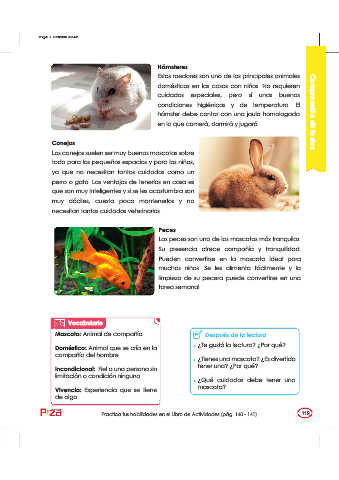 Hámsteres
Estos roedores son uno de los principales animales
domésticos en las casas con niños. No requieren
cuidados especiales, pero sí unas buenas
condiciones higiénicas y de temperatura. El
hámster debe contar con una jaula homologada
en la que comerá, dormirá y jugará.
Comprensión de textos
Conejos
Los conejos suelen ser muy buenas mascotas sobre
todo para los pequeños espacios y para los niños,
ya que no necesitan tantos cuidados como un
perro o gato. Las ventajas de tenerlos en casa es
que son muy inteligentes y si se les acostumbra son
muy dóciles, cuesta poco mantenerlos y no
necesitan tantos cuidados veterinarios.
Peces
Los peces son una de las mascotas más tranquilas.
Su presencia ofrece compañía y tranquilidad.
Pueden convertirse en la mascota ideal para
muchos niños. Se les alimenta fácilmente y la
limpieza de su pecera puede convertirse en una
tarea semanal.
Vocabulario
Mascota: Animal de compañía.
Doméstico: Animal que se cría en la
compañía del hombre.
Incondicional: Fiel a una persona sin
limitación o condición ninguna.
Vivencia: Experiencia que se tiene
de algo.
Después de la lectura
• ¿Te gustó la lectura? ¿Por qué?
• ¿Tienes una mascota? ¿Es divertido
tener una? ¿Por qué?
• ¿Qué cuidados debe tener una
mascota?
Practica tus habilidades en el Libro de Actividades (pág. 140 - 141)
115